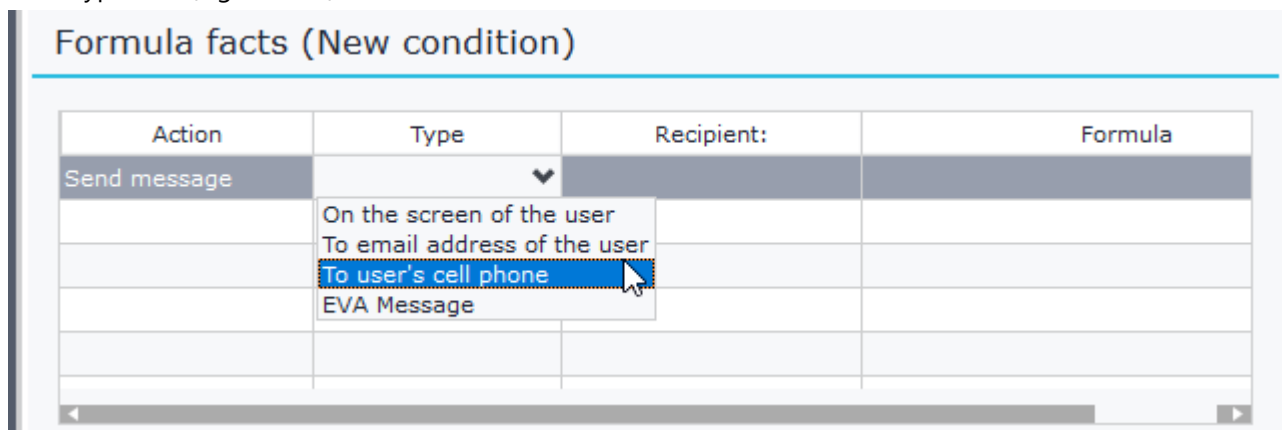 Formula facts (New condition)
Action Type Recipient: Formula
Send message
On the screen of the user
To email address of the user
To user's cell phone
EVA Message